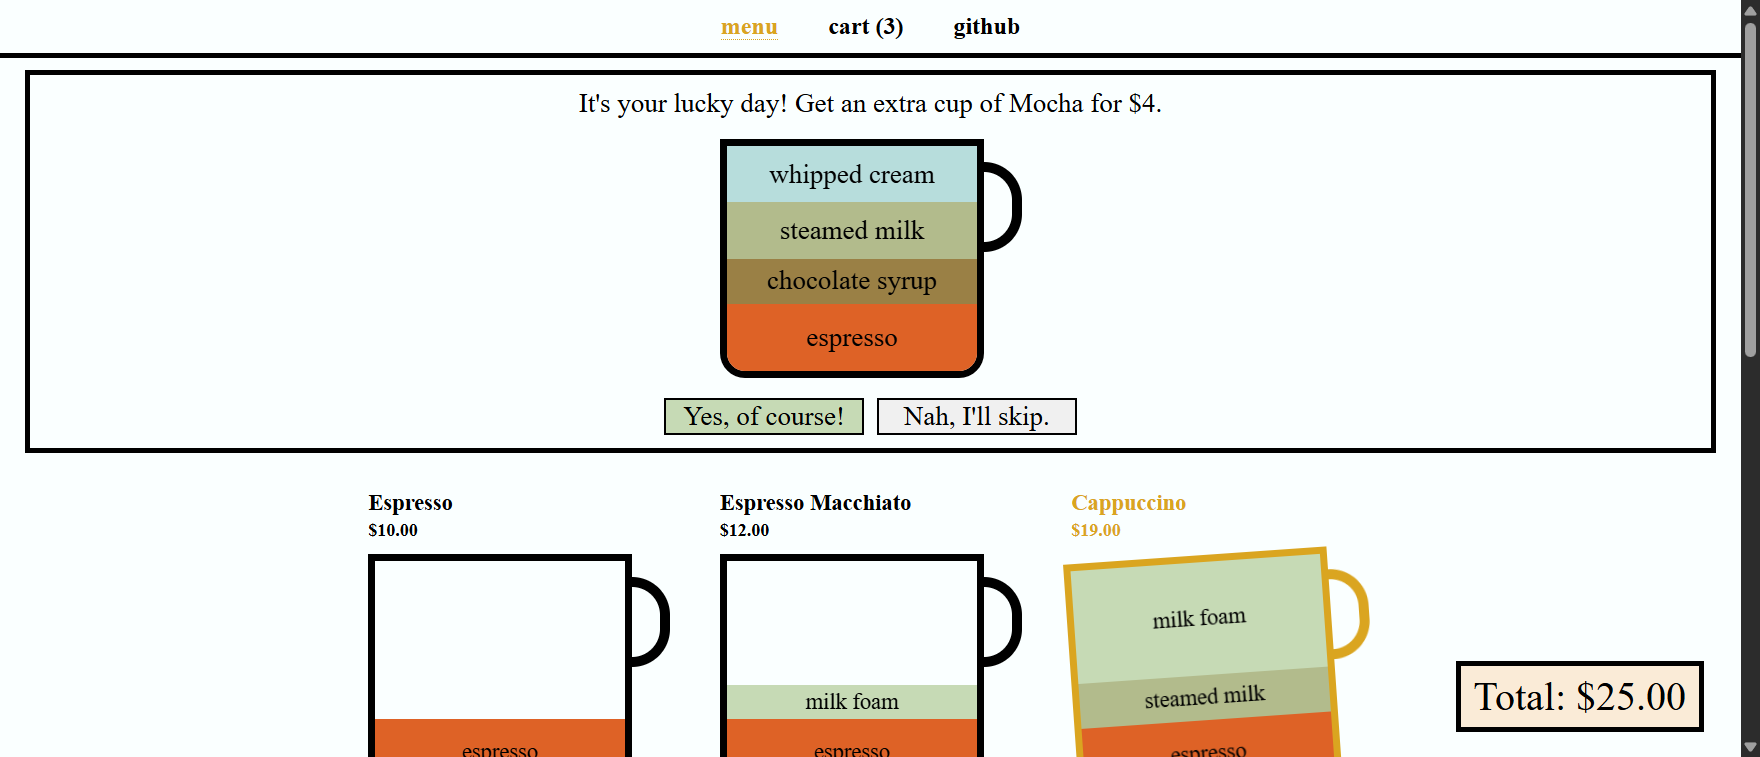 menu cart (3) github
It's your lucky day! Get an extra cup of Mocha for $4.
whipped cream
steamed milk
chocolate syrup
espresso
Yes, of course! Nah, I'll skip.
Espresso
$10.00
espresso
Espresso Macchiato
$12.00
milk foam
espresso
Cappuccino
$19.00
milk foam
steamed milk
espresso
Total: $25.00